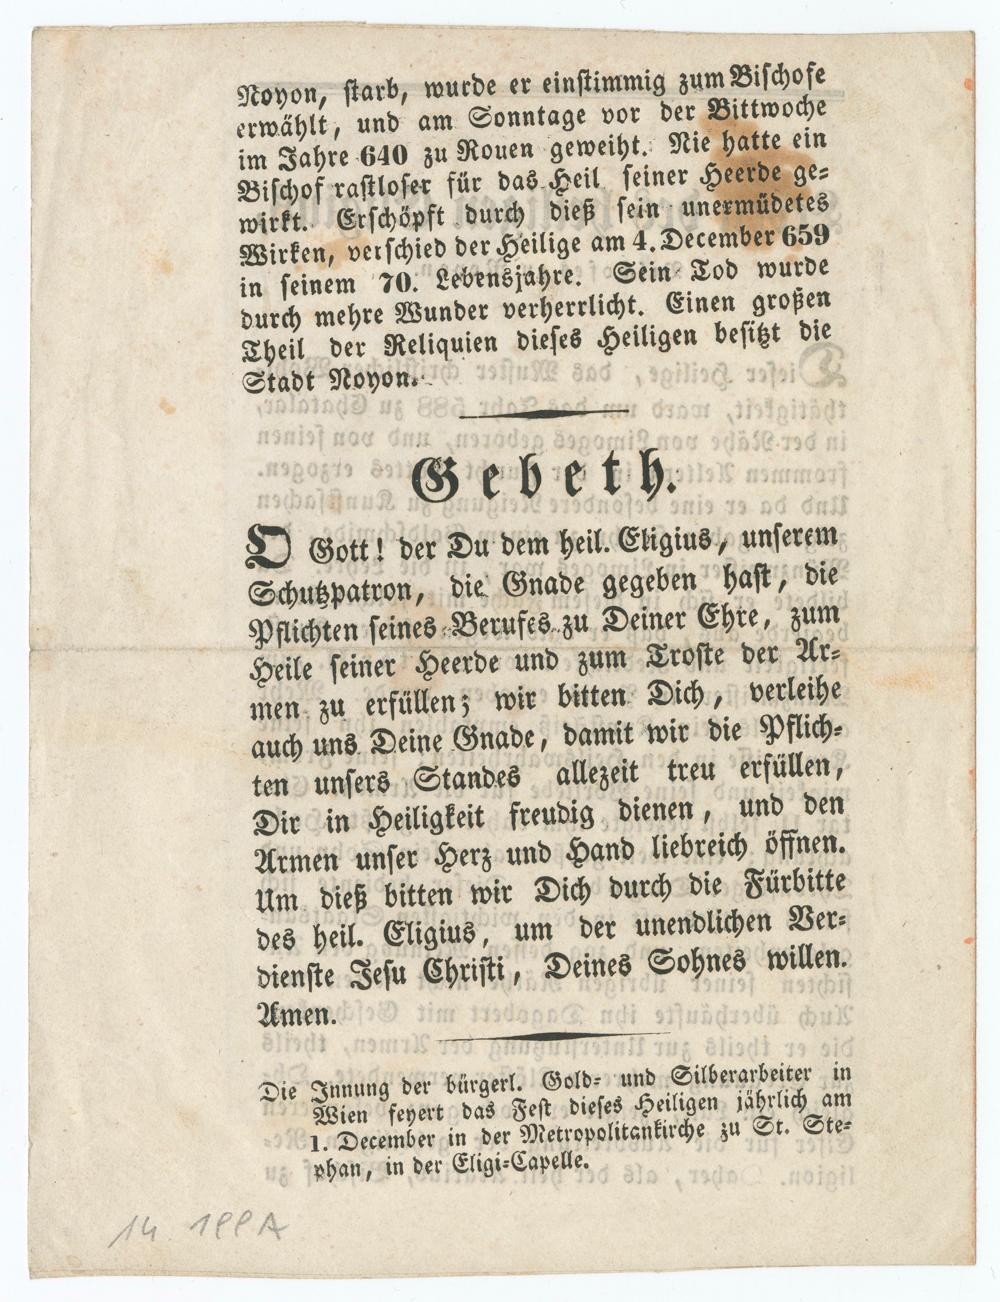 Noyon, starb, wurde er einstimmig zum Bischofe
erwählt, und am Sonntage vor der Bittwoche
im Jahre 640 zu Rouen geweiht. Nie hatte ein
Bischof rastloser für das Heil seiner Heerde ge-
wirkt. Erschöpft durch dieß sein unermüdetes
Wirken, verschied der Heilige am 4. December 659
in seinem 70. Lebensjahre. Sein Tod wurde
durch mehre Wunder verherrlicht. Einen großen
Theil der Reliquien dieses Heiligen besitzt die
Stadt Noyon.
Gebeth.
O Gott! der Du dem heil. Eligius, unserem
Schutzpatron, die Gnade gegeben hast, die
Pflichten seines Berufes zu Deiner Ehre, zum
Heile seiner Heerde und zum Troste der Ar-
men zu erfüllen; wir bitten Dich, verleihe
auch uns Deine Gnade, damit wir die Pflich-
ten unsers Standes allezeit treu erfüllen,
Dir in Heiligkeit freudig dienen, und den
Armen unser Herz und Hand liebreich öffnen.
Um dieß bitten wir Dich durch die Fürbitte
des heil. Eligius, um der unendlichen Ver-
dienste Jesu Christi, Deines Sohnes willen.
Amen.
Die Innung der bürgerl. Gold- und Silberarbeiter in
Wien feyert das Fest dieses Heiligen jährlich am
1. December in der Metropolitankirche zu St. Ste-
phan, in der Eligi-Capelle.
14 199A